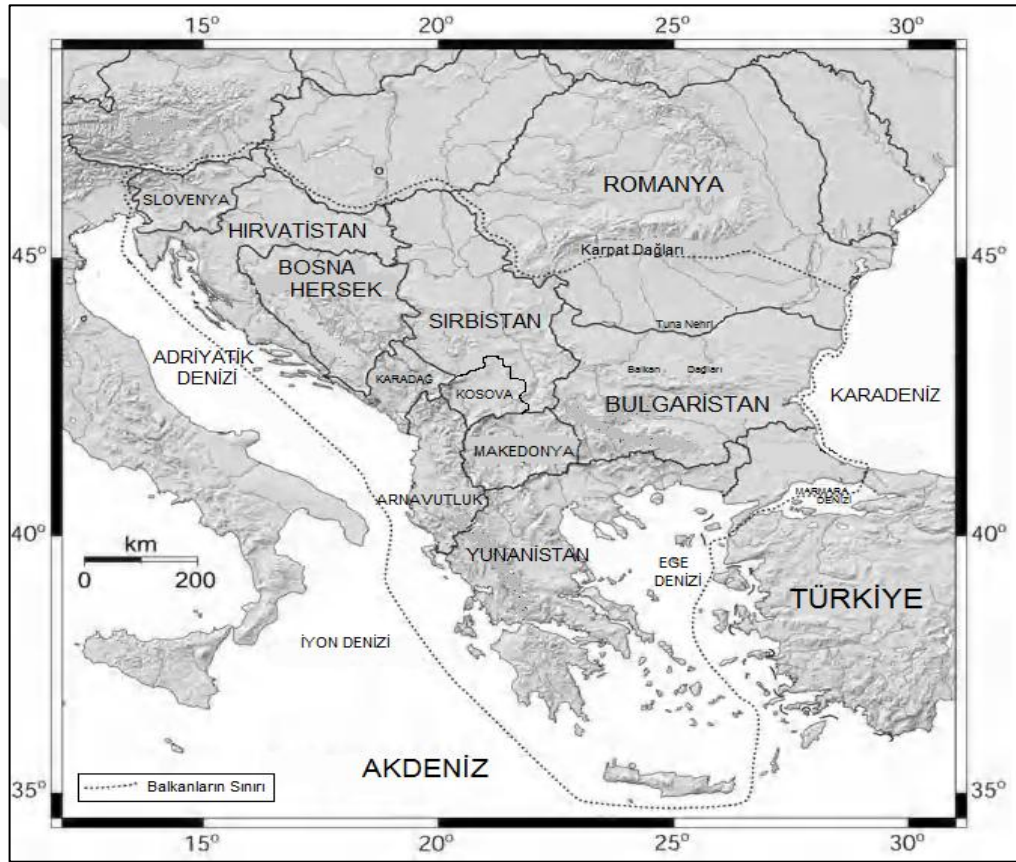 15° 20° 25° 30°
SLOVENYA
ROMANYA
HIRVATİSTAN
45° Karpat Dağları 45°
BOSNA
HERSEK
SIRBİSTAN
Tuna Nehri
ADRİYATİK
DENİZİ
KARADAĞ
KOSOVA
Balkan Dağları
BULGARİSTAN
KARADENİZ
MAKEDONYA
ARNAVUTLUK
MARMARA
DENİZİ
40° 40°
km
0 200
YUNANİSTAN
EGE
DENİZİ
TÜRKİYE
İYON DENİZİ
AKDENİZ
35° 35°
Balkanların Sınırı
15° 20° 25° 30°